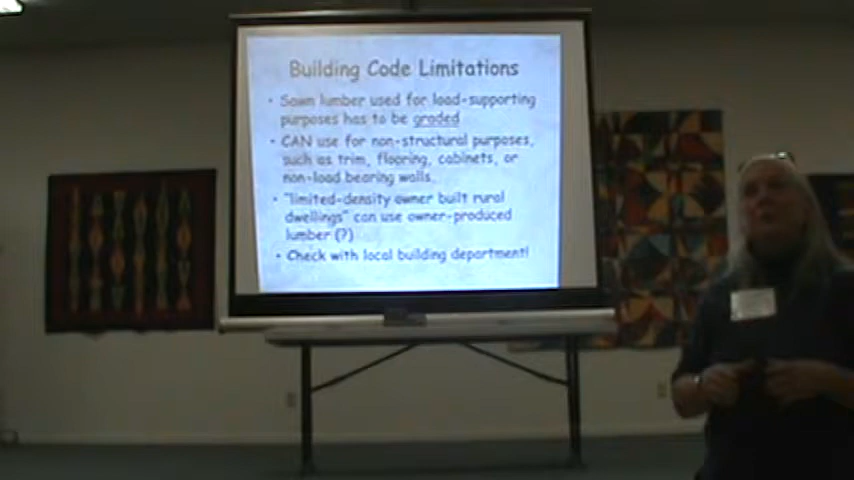 Building Code Limitations
• Sawn lumber used for load-supporting
purposes has to be graded
• CAN use for non-structural purposes,
such as trim, flooring, cabinets, or
non-load bearing walls.
• "limited-density owner built rural
dwellings" can use owner-produced
lumber (?)
• Check with local building department!